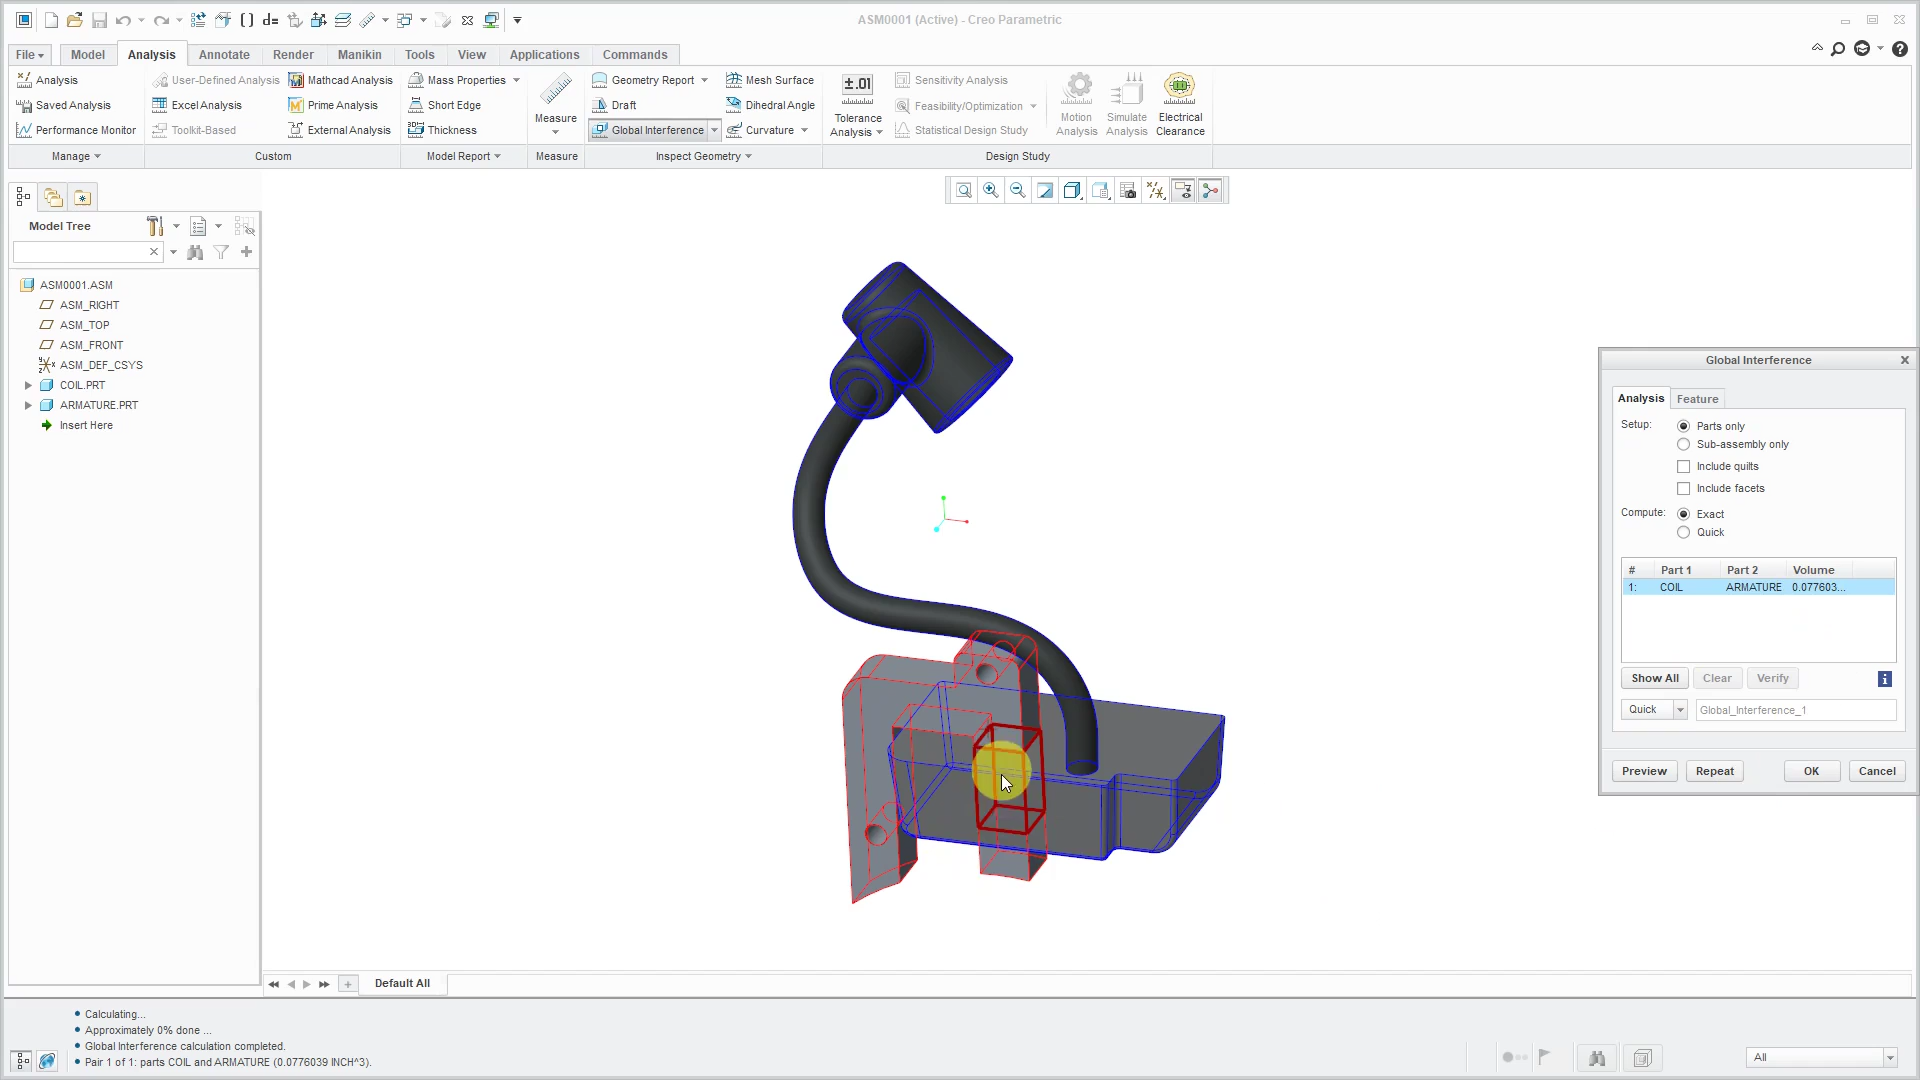 ASM0001 (Active) - Creo Parametric
File Model Analysis Annotate Render Manikin Tools View Applications Commands
Analysis User-Defined Analysis Mathcad Analysis Mass Properties Geometry Report Mesh Surface Sensitivity Analysis
Saved Analysis Excel Analysis Prime Analysis Short Edge Draft Dihedral Angle Feasibility/Optimization
Performance Monitor Toolkit-Based External Analysis Thickness Global Interference Curvature Statistical Design Study
Measure
±.01
Tolerance Analysis
Motion Analysis
Simulate Analysis
Electrical Clearance
Manage Custom Model Report Measure Inspect Geometry Design Study
Model Tree
ASM0001.ASM
ASM_RIGHT
ASM_TOP
ASM_FRONT
ASM_DEF_CSYS
COIL.PRT
ARMATURE.PRT
Insert Here
Global Interference
Analysis Feature
Setup: Parts only
Sub-assembly only
Include quilts
Include facets
Compute: Exact
Quick
# Part 1 Part 2 Volume
1: COIL ARMATURE 0.077603...
Show All Clear Verify
Quick Global_Interference_1
Preview Repeat OK Cancel
Default All
Calculating...
Approximately 0% done ...
Global Interference calculation completed.
Pair 1 of 1: parts COIL and ARMATURE (0.0776039 INCH^3).
All